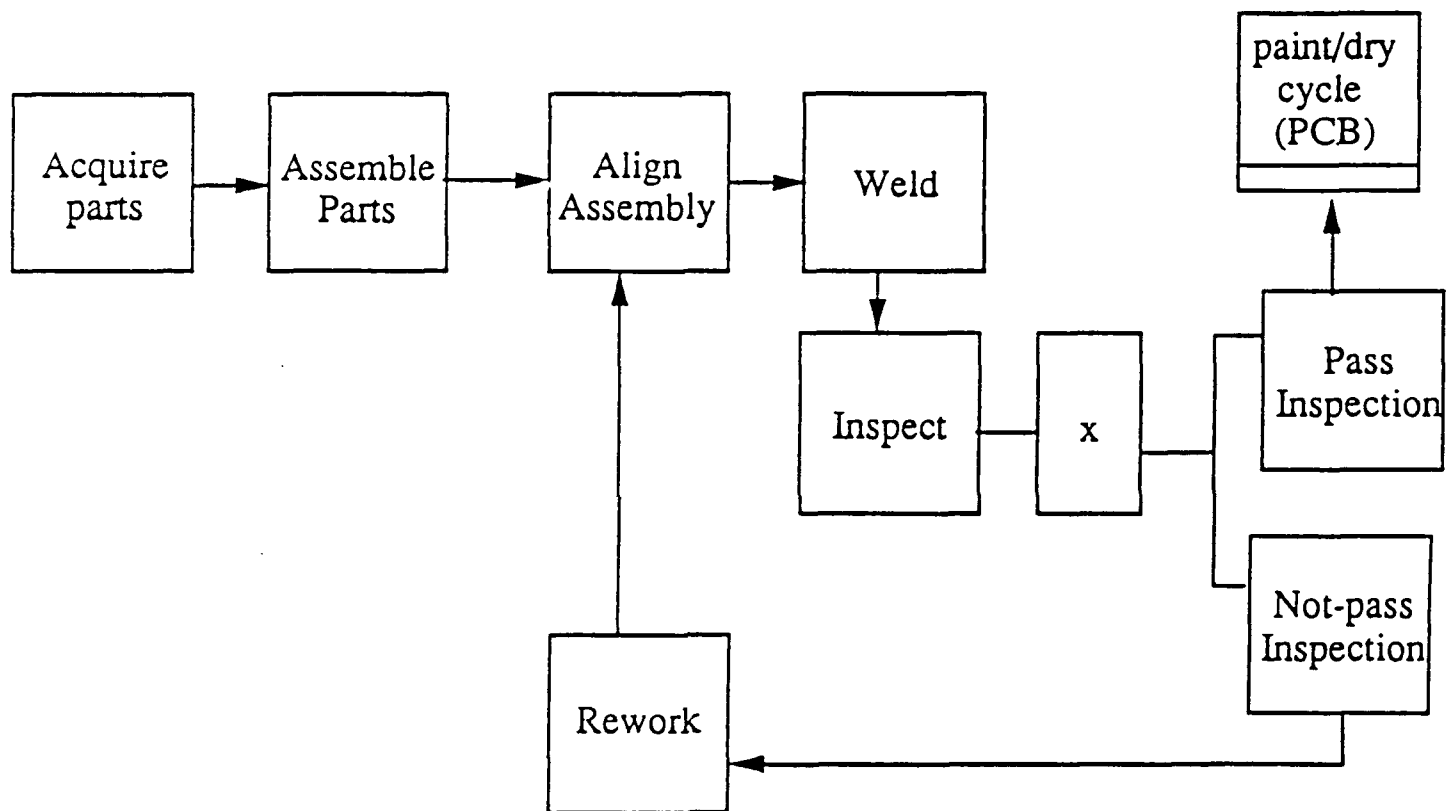 paint/dry
cycle
(PCB)
Acquire
parts
Assemble
Parts
Align
Assembly
Weld
Inspect
x
Pass
Inspection
Not-pass
Inspection
Rework